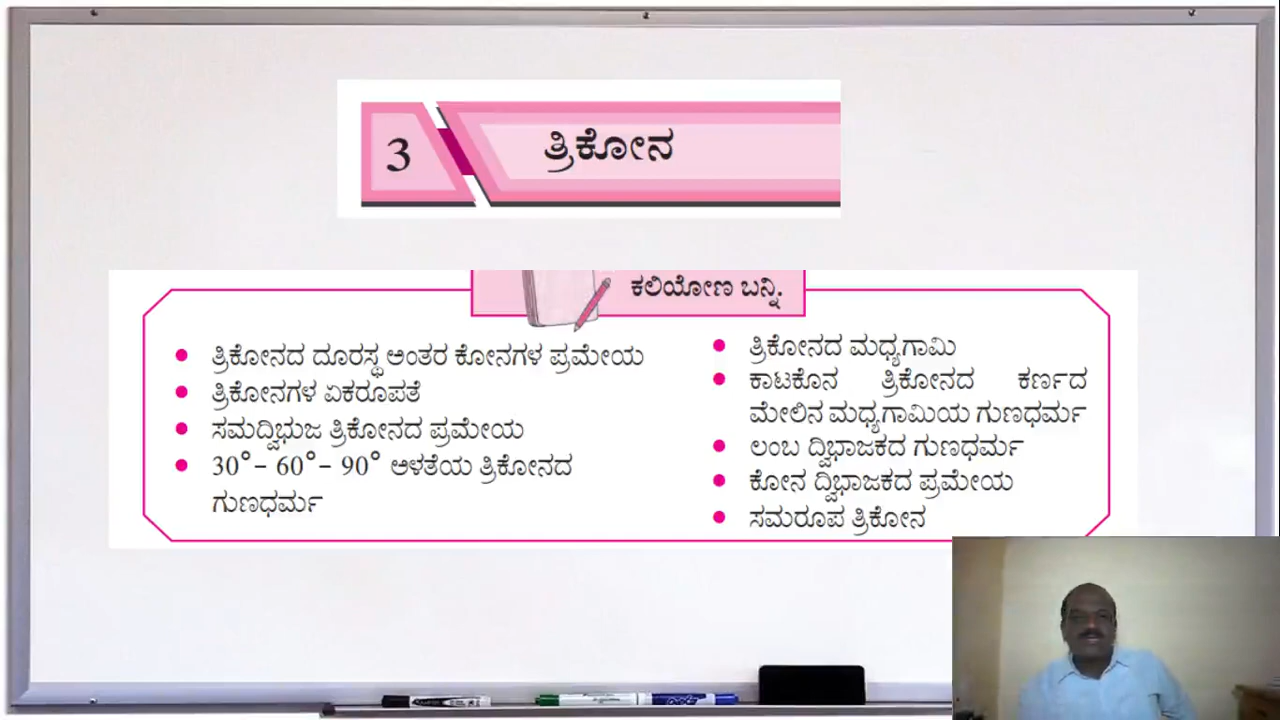 3 ತ್ರಿಕೋನ
ಕಲಿಯೋಣ ಬನ್ನಿ.
• ತ್ರಿಕೋನದ ದೂರಸ್ಥ ಅಂತರ ಕೋನಗಳ ಪ್ರಮೇಯ
• ತ್ರಿಕೋನಗಳ ಏಕರೂಪತೆ
• ಸಮದ್ವಿಭುಜ ತ್ರಿಕೋನದ ಪ್ರಮೇಯ
• 30°- 60°- 90° ಅಳತೆಯ ತ್ರಿಕೋನದ
ಗುಣಧರ್ಮ
• ತ್ರಿಕೋನದ ಮಧ್ಯಗಾಮಿ
• ಕಾಟಕೊನ ತ್ರಿಕೋನದ ಕರ್ಣದ
ಮೇಲಿನ ಮಧ್ಯಗಾಮಿಯ ಗುಣಧರ್ಮ
• ಲಂಬ ದ್ವಿಭಾಜಕದ ಗುಣಧರ್ಮ
• ಕೋನ ದ್ವಿಭಾಜಕದ ಪ್ರಮೇಯ
• ಸಮರೂಪ ತ್ರಿಕೋನ